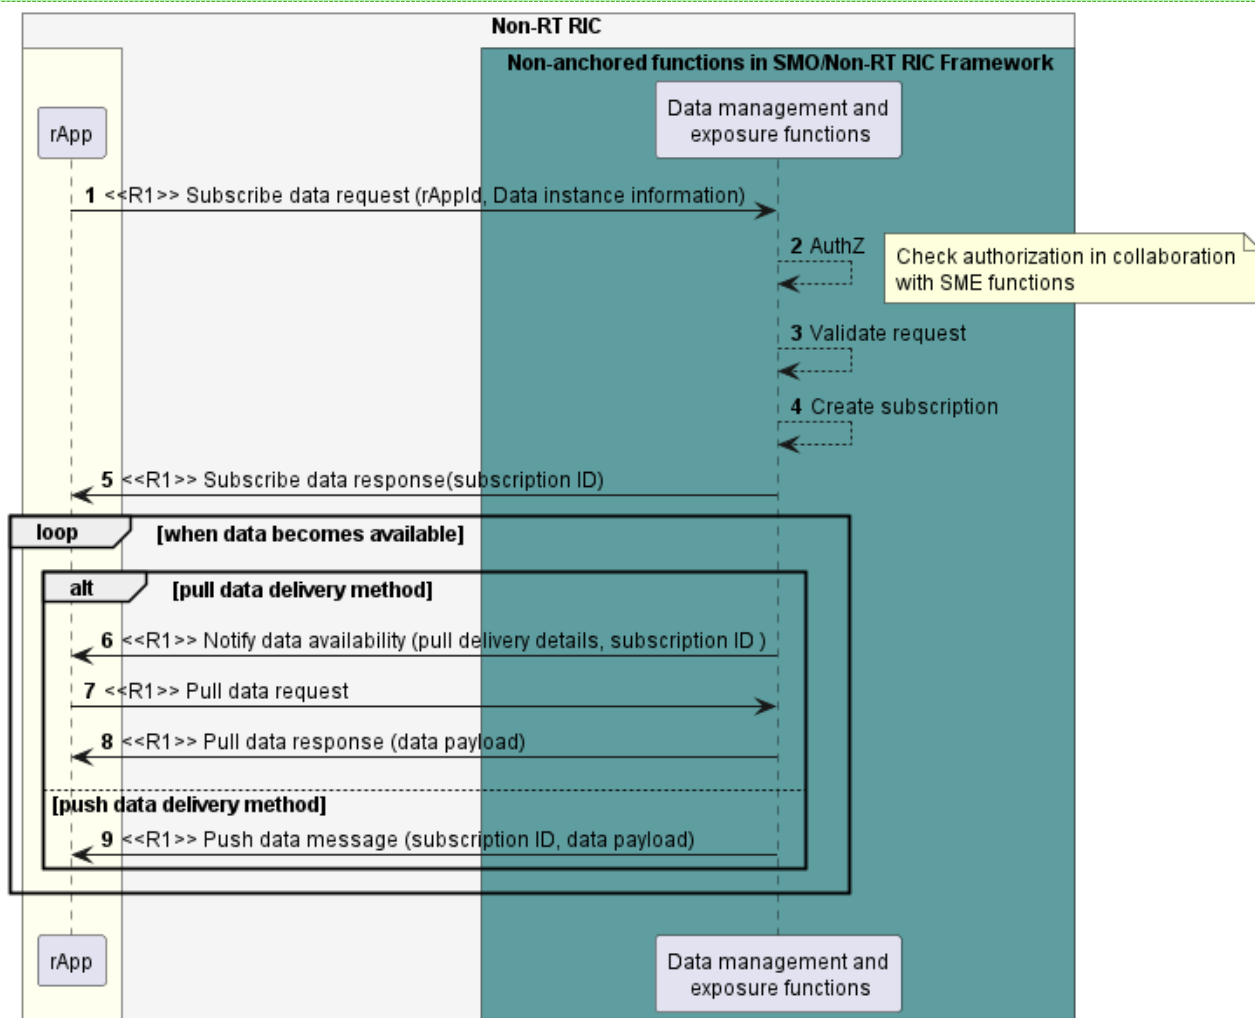 Non-RT RIC
Non-anchored functions in SMO/Non-RT RIC Framework
rApp
Data management and
exposure functions
1 <<R1>> Subscribe data request (rAppId, Data instance information)
2 AuthZ
Check authorization in collaboration
with SME functions
3 Validate request
4 Create subscription
5 <<R1>> Subscribe data response(subscription ID)
loop [when data becomes available]
alt [pull data delivery method]
6 <<R1>> Notify data availability (pull delivery details, subscription ID )
7 <<R1>> Pull data request
8 <<R1>> Pull data response (data payload)
[push data delivery method]
9 <<R1>> Push data message (subscription ID, data payload)
rApp
Data management and
exposure functions